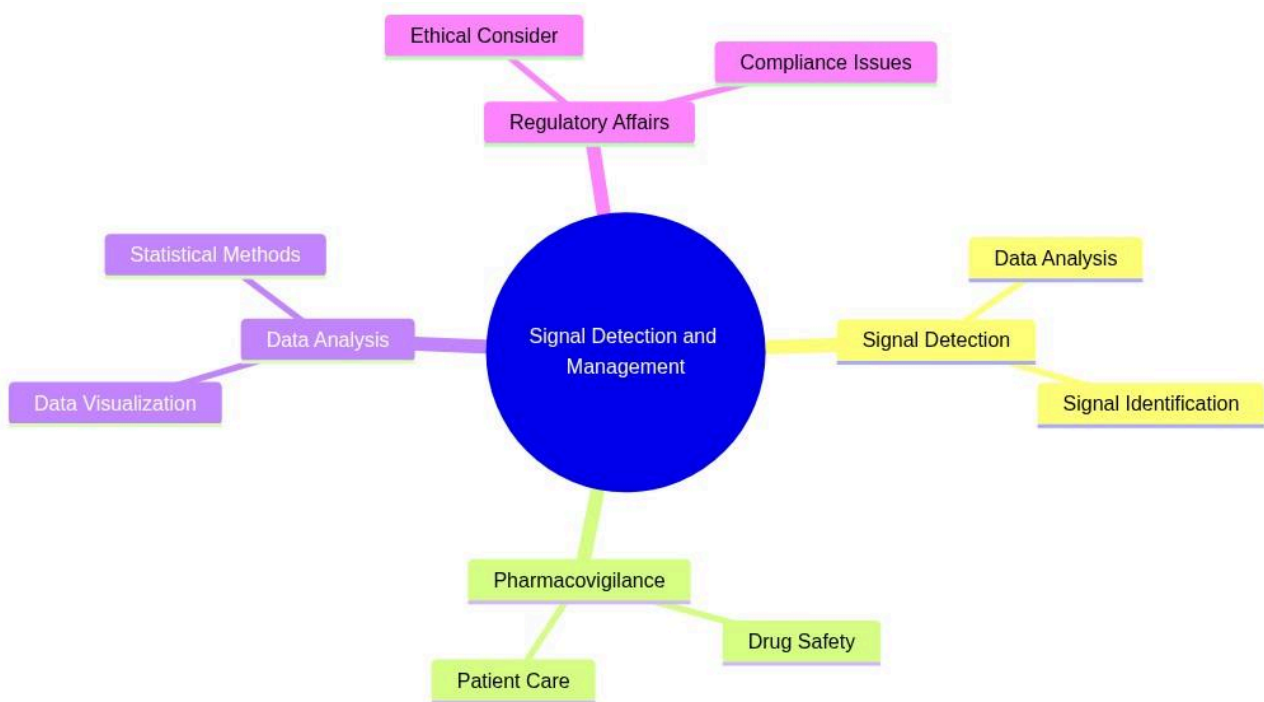 Ethical Consider
Compliance Issues
Regulatory Affairs
Statistical Methods
Data Analysis
Data Analysis
Signal Detection and
Management
Signal Detection
Data Visualization
Signal Identification
Pharmacovigilance
Drug Safety
Patient Care